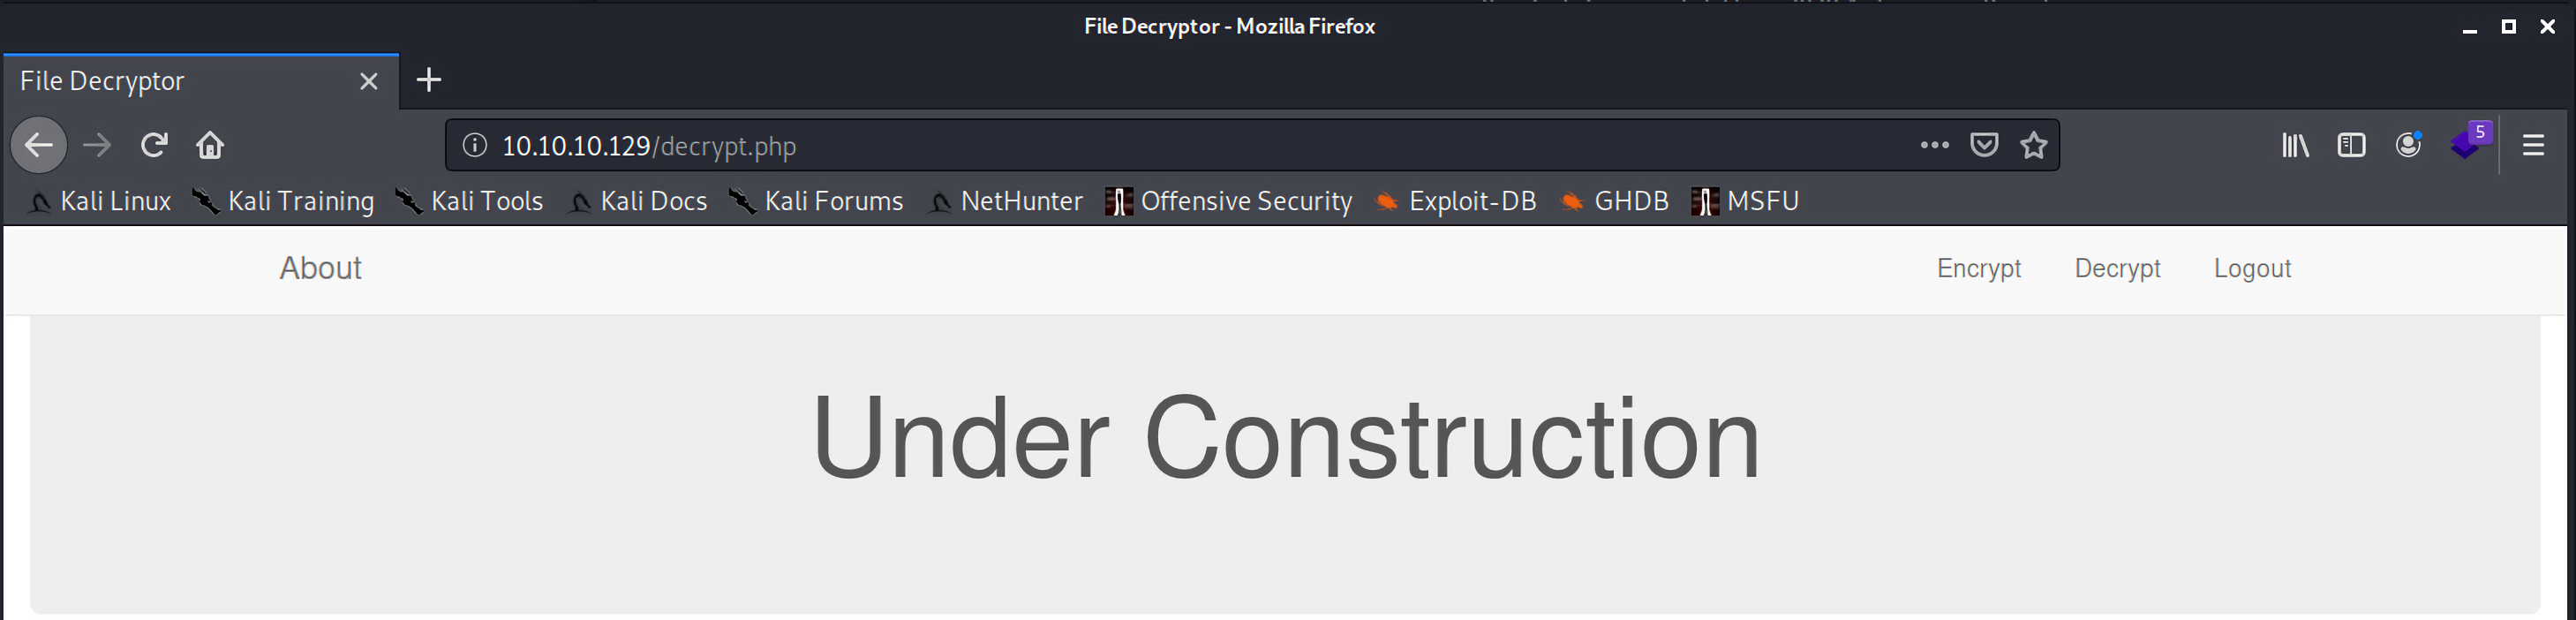 File Decryptor - Mozilla Firefox
File Decryptor
10.10.10.129/decrypt.php
5
Kali Linux Kali Training Kali Tools Kali Docs Kali Forums NetHunter Offensive Security Exploit-DB GHDB MSFU
About Encrypt Decrypt Logout
Under Construction